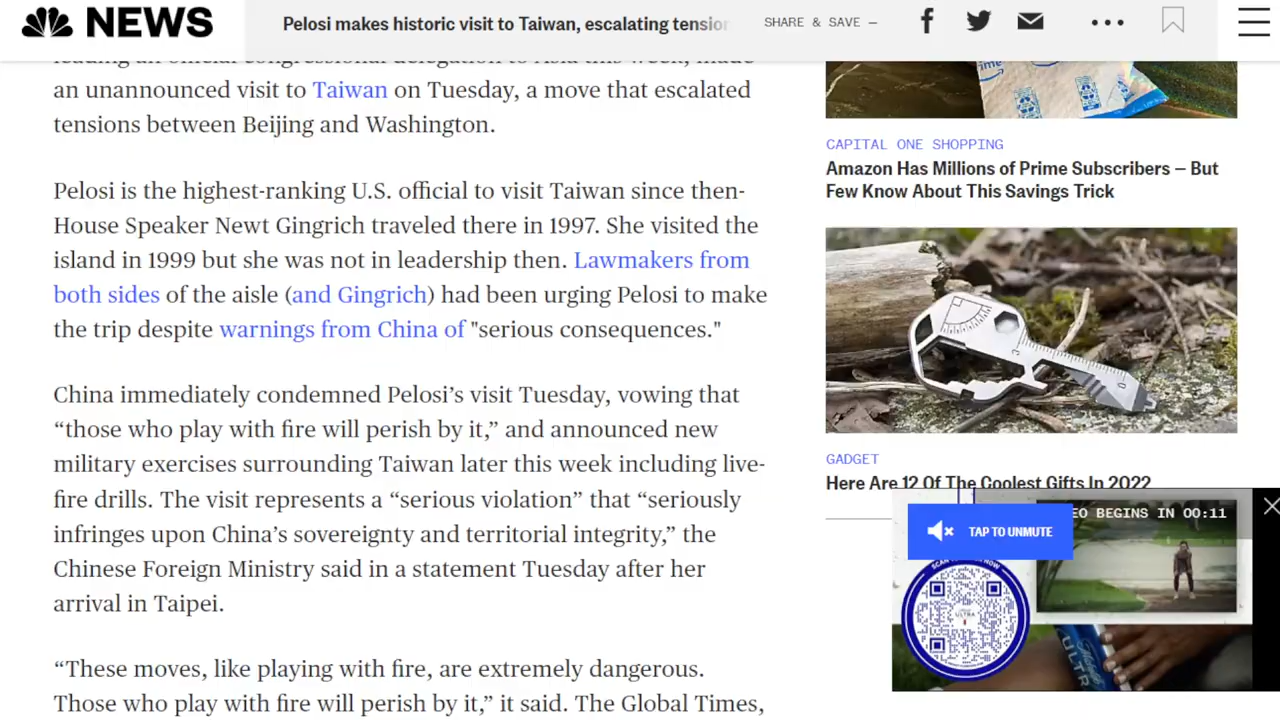 NEWS
Pelosi makes historic visit to Taiwan, escalating tensio
SHARE & SAVE —
leading an official congressional delegation to Asia this week, made
an unannounced visit to Taiwan on Tuesday, a move that escalated
tensions between Beijing and Washington.
Pelosi is the highest-ranking U.S. official to visit Taiwan since then-
House Speaker Newt Gingrich traveled there in 1997. She visited the
island in 1999 but she was not in leadership then. Lawmakers from
both sides of the aisle (and Gingrich) had been urging Pelosi to make
the trip despite warnings from China of "serious consequences."
China immediately condemned Pelosi’s visit Tuesday, vowing that
“those who play with fire will perish by it,” and announced new
military exercises surrounding Taiwan later this week including live-
fire drills. The visit represents a “serious violation” that “seriously
infringes upon China’s sovereignty and territorial integrity,” the
Chinese Foreign Ministry said in a statement Tuesday after her
arrival in Taipei.
“These moves, like playing with fire, are extremely dangerous.
Those who play with fire will perish by it,” it said. The Global Times,
CAPITAL ONE SHOPPING
Amazon Has Millions of Prime Subscribers – But
Few Know About This Savings Trick
GADGET
Here Are 12 Of The Coolest Gifts In 2022
EO BEGINS IN 00:11
TAP TO UNMUTE
ULTRA
ULTR